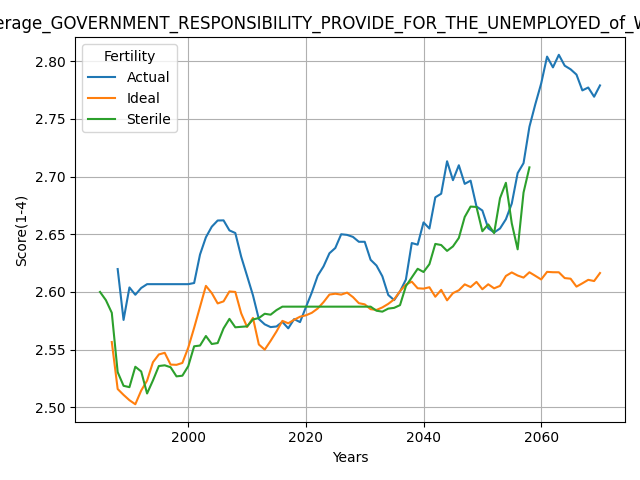 erage_GOVERNMENT_RESPONSIBILITY_PROVIDE_FOR_THE_UNEMPLOYED_of_W
Fertility
Actual
Ideal
Sterile
2.80
2.75
2.70
2.65
2.60
2.55
2.50
Score(1-4)
2000
2020
2040
2060
Years